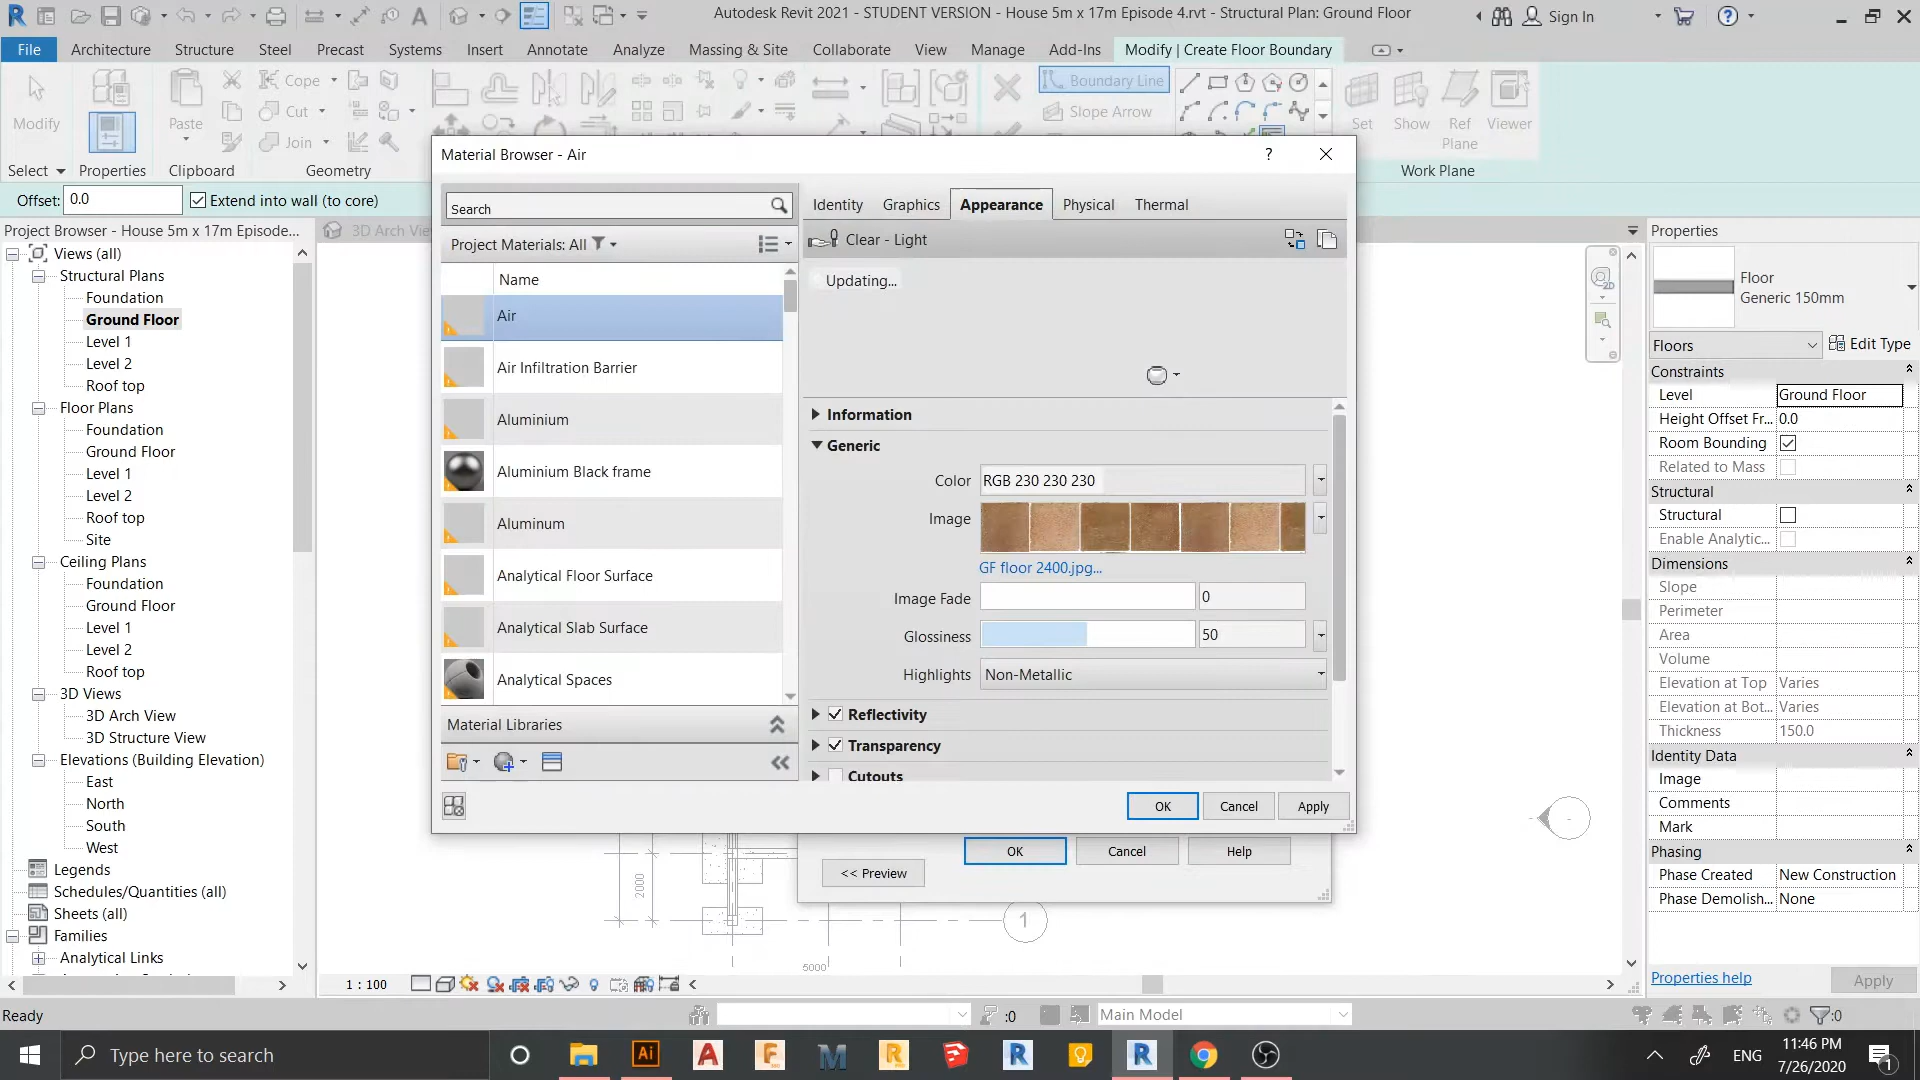 Autodesk Revit 2021 - STUDENT VERSION - House 5m x 17m Episode 4.rvt - Structural Plan: Ground Floor
Sign In
File Architecture Structure Steel Precast Systems Insert Annotate Analyze Massing & Site Collaborate View Manage Add-Ins Modify | Create Floor Boundary
Modify
Paste
Cope
Cut
Join
Boundary Line
Slope Arrow
Set Show Ref Plane Viewer
Select Properties Clipboard Geometry Work Plane
Offset: 0.0 Extend into wall (to core)
Project Browser - House 5m x 17m Episode...
Views (all)
Structural Plans
Foundation
Ground Floor
Level 1
Level 2
Roof top
Floor Plans
Foundation
Ground Floor
Level 1
Level 2
Roof top
Site
Ceiling Plans
Foundation
Ground Floor
Level 1
Level 2
Roof top
3D Views
3D Arch View
3D Structure View
Elevations (Building Elevation)
East
North
South
West
Legends
Schedules/Quantities (all)
Sheets (all)
Families
Analytical Links
3D Arch Vie
Material Browser - Air
?
Search
Project Materials: All
Name
Air
Air Infiltration Barrier
Aluminium
Aluminium Black frame
Aluminum
Analytical Floor Surface
Analytical Slab Surface
Analytical Spaces
Material Libraries
Identity Graphics Appearance Physical Thermal
Clear - Light
Updating...
Information
Generic
Color RGB 230 230 230
Image
GF floor 2400.jpg...
Image Fade 0
Glossiness 50
Highlights Non-Metallic
Reflectivity
Transparency
Cutouts
OK Cancel Apply
OK Cancel Help
<< Preview
2000
1
5000
Properties
Floor
Generic 150mm
Floors Edit Type
Constraints
Level Ground Floor
Height Offset Fr... 0.0
Room Bounding
Related to Mass
Structural
Structural
Enable Analytic...
Dimensions
Slope
Perimeter
Area
Volume
Elevation at Top Varies
Elevation at Bot... Varies
Thickness 150.0
Identity Data
Image
Comments
Mark
Phasing
Phase Created New Construction
Phase Demolish... None
Properties help Apply
1 : 100
Ready
:0
Main Model
:0
Type here to search
ENG
11:46 PM
7/26/2020
1